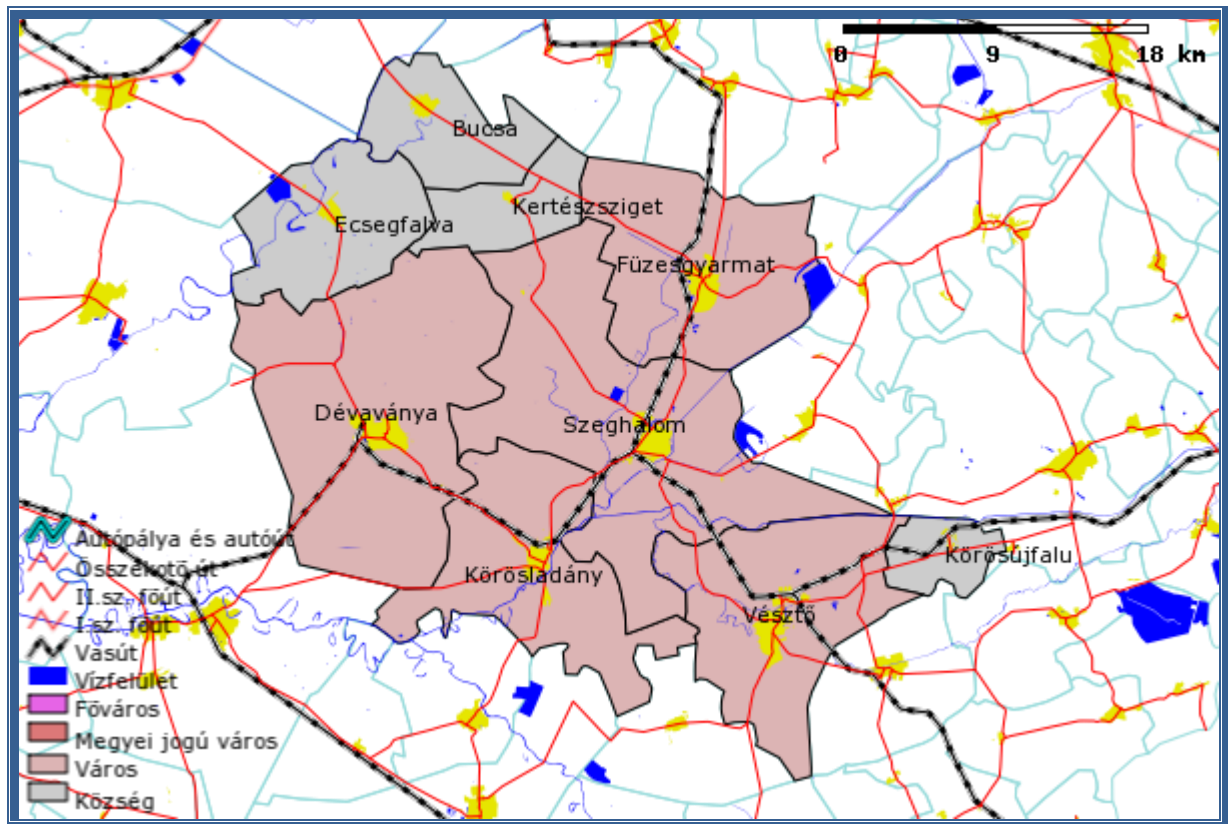 0 9 18 km
Bucsa
Kertészsziget
Ecsegfalva
Füzesgyarmat
Dévaványa
Szeghalom
Körösladány
Körösújfalu
Vésztő
Autópálya és autóút
Összekötő út
II.sz. főút
I.sz. főút
Vasút
Vízfelület
Főváros
Megyei jogú város
Város
Község